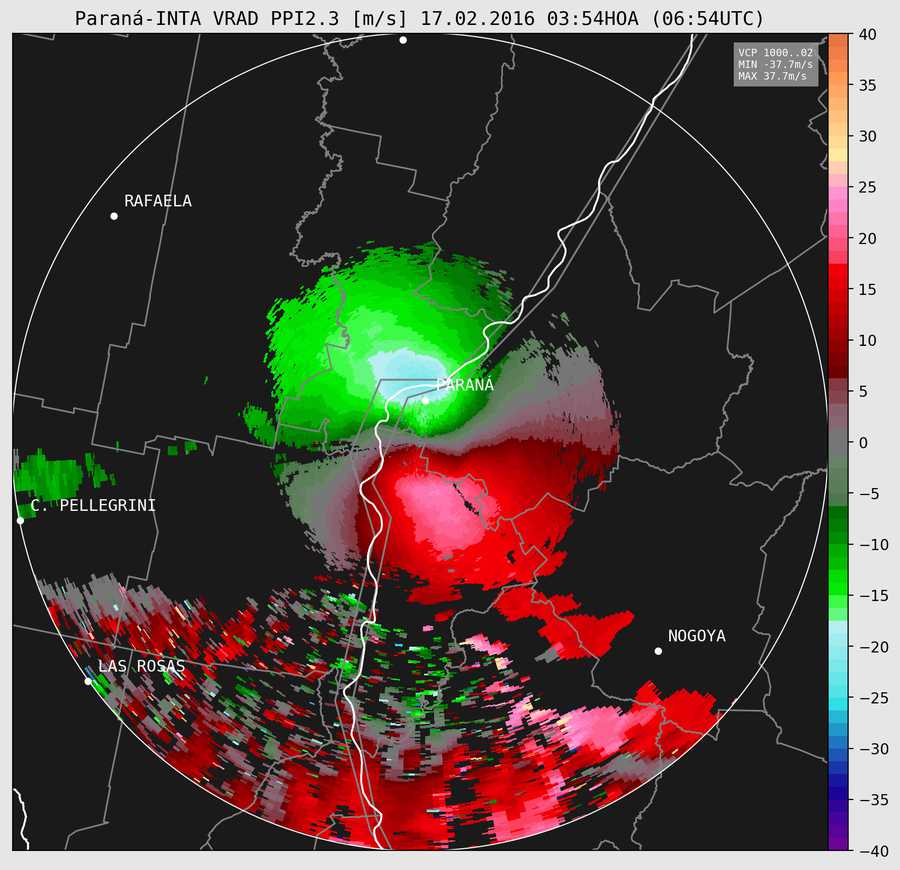 Paraná-INTA VRAD PPI2.3 [m/s] 17.02.2016 03:54HOA (06:54UTC)
VCP 1000..02
MIN -37.7m/s
MAX 37.7m/s
RAFAELA
PARANÁ
C. PELLEGRINI
NOGOYA
LAS ROSAS
40
35
30
25
20
15
10
5
0
−5
−10
−15
−20
−25
−30
−35
−40